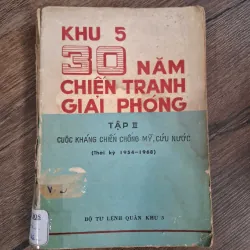 KHU 5
30 NĂM
CHIẾN TRANH
GIẢI PHÓNG
TẬP II
CUỘC KHÁNG CHIẾN CHỐNG MỸ, CỨU NƯỚC
(Thời kỳ 1954-1968)
BỘ TƯ LỆNH QUÂN KHU 5